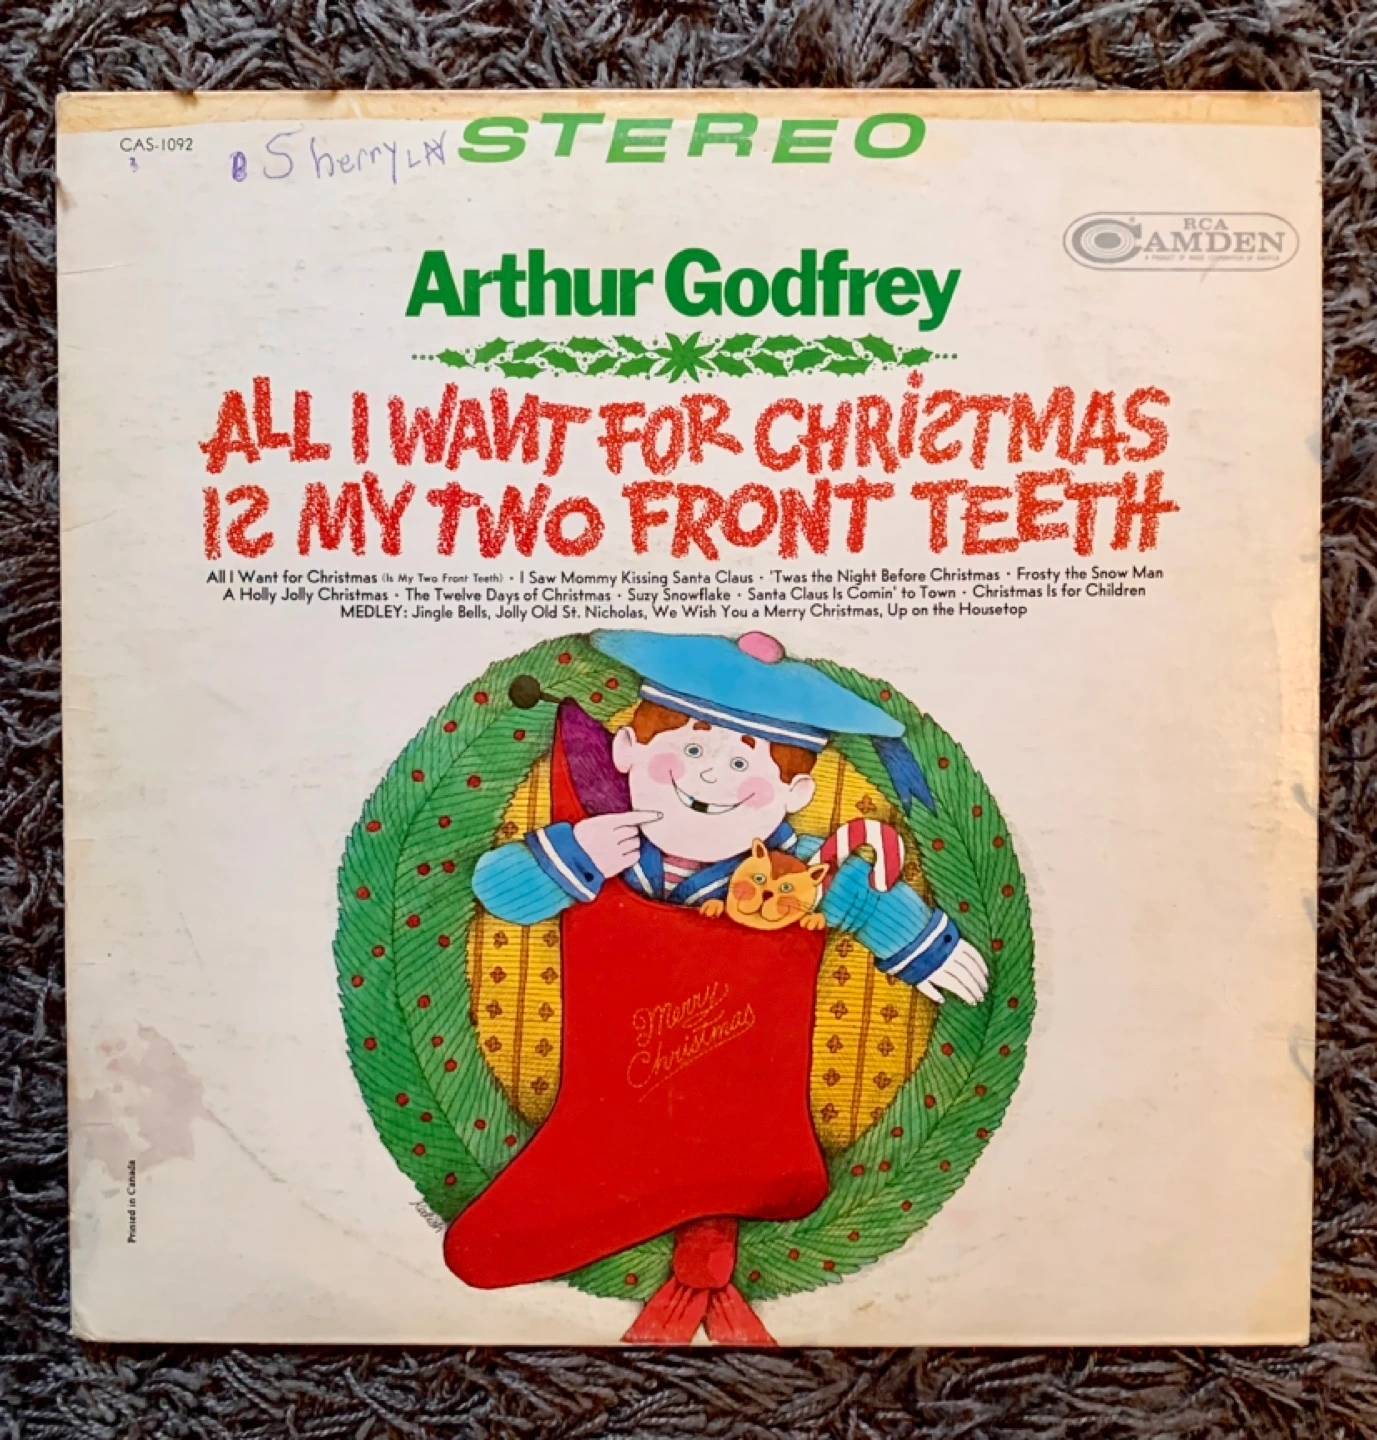 STEREO
CAS-1092
3
Sherry
RCA
CAMDEN
Arthur Godfrey
ALL I WANT FOR CHRISTMAS
IS MY TWO FRONT TEETH
All I Want for Christmas (Is My Two Front Teeth) · I Saw Mommy Kissing Santa Claus · 'Twas the Night Before Christmas · Frosty the Snow Man
A Holly Jolly Christmas · The Twelve Days of Christmas · Suzy Snowflake · Santa Claus Is Comin' to Town · Christmas Is for Children
MEDLEY: Jingle Bells, Jolly Old St. Nicholas, We Wish You a Merry Christmas, Up on the Housetop
Merry
Christmas
Printed in Canada